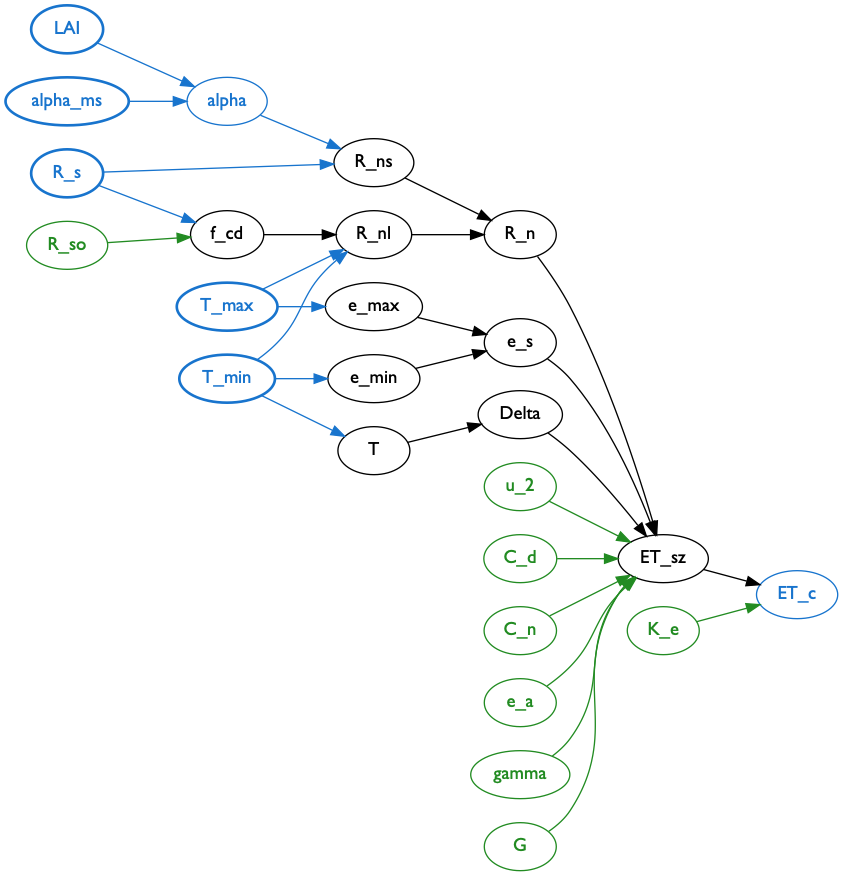 LAI
alpha_ms
alpha
R_s
R_ns
R_so
f_cd
R_nl
R_n
T_max
e_max
e_s
T_min
e_min
T
Delta
u_2
C_d
ET_sz
ET_c
C_n
K_e
e_a
gamma
G